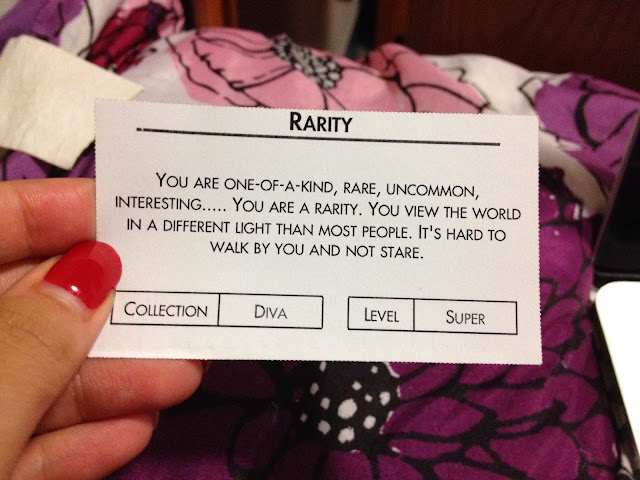 RARITY
YOU ARE ONE-OF-A-KIND, RARE, UNCOMMON,
INTERESTING..... YOU ARE A RARITY. YOU VIEW THE WORLD
IN A DIFFERENT LIGHT THAN MOST PEOPLE. IT'S HARD TO
WALK BY YOU AND NOT STARE.
COLLECTION DIVA LEVEL SUPER